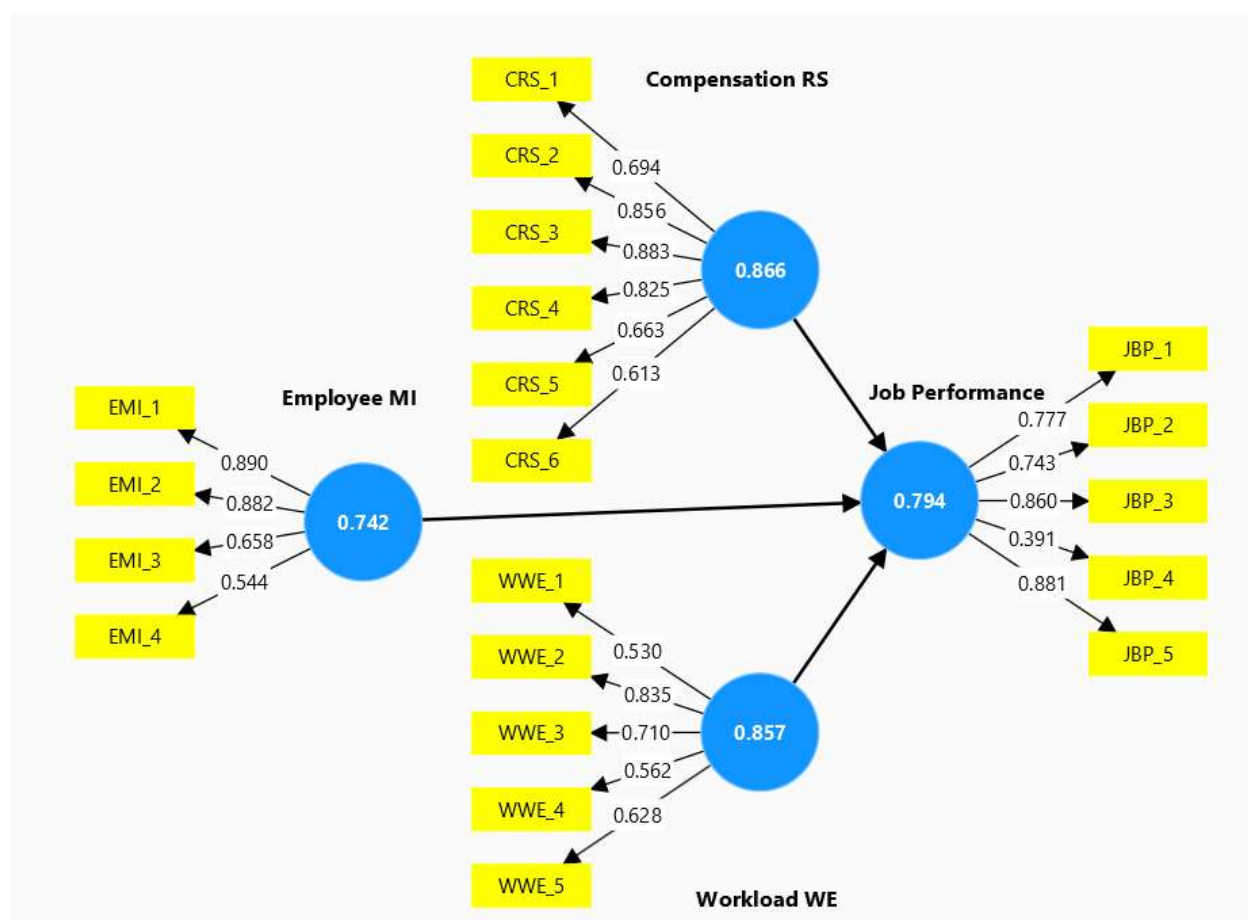 CRS_1
Compensation RS
0.694
CRS_2
0.856
CRS_3
0.883
0.866
CRS_4
0.825
0.663
CRS_5
0.613
CRS_6
Employee MI
EMI_1
0.890
EMI_2
0.882
0.742
EMI_3
0.658
0.544
EMI_4
Job Performance
JBP_1
0.777
JBP_2
0.743
0.794
0.860
JBP_3
0.391
JBP_4
0.881
JBP_5
WWE_1
0.530
WWE_2
0.835
WWE_3
0.710
0.857
0.562
WWE_4
0.628
WWE_5
Workload WE